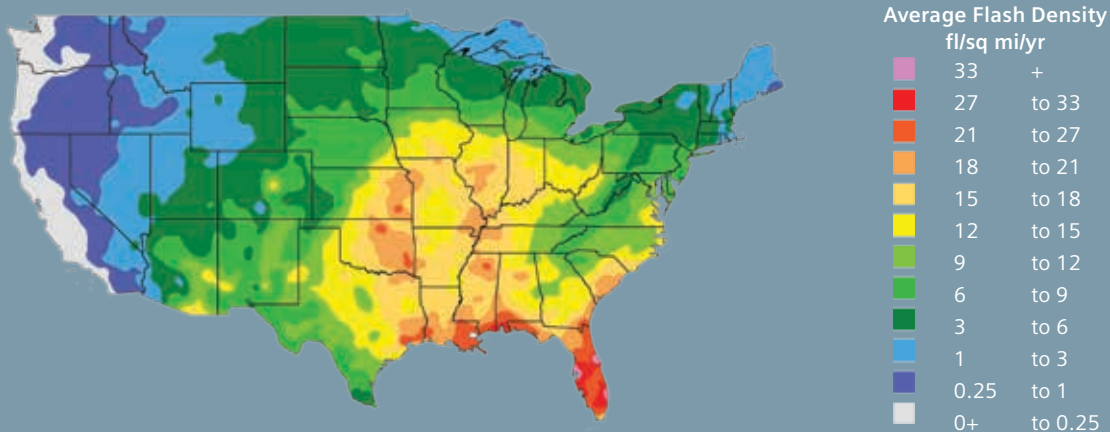 Average Flash Density
fl/sq mi/yr
33 +
27 to 33
21 to 27
18 to 21
15 to 18
12 to 15
9 to 12
6 to 9
3 to 6
1 to 3
0.25 to 1
0+ to 0.25